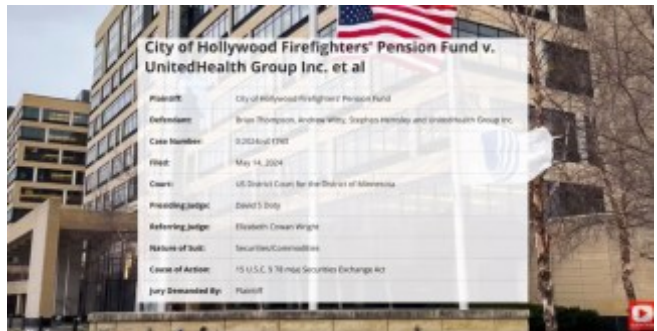 City of Hollywood Firefighters' Pension Fund v.
UnitedHealth Group Inc. et al
Plaintiff: City of Hollywood Firefighters' Pension Fund
Defendant: Brian Thompson, Andrew Witty, Stephen Hemsley and UnitedHealth Group Inc.
Case Number:
Filed: May 14, 2024
Court: US District Court for the District of Minnesota
Presiding Judge: David S Doty
Referring Judge: Elizabeth Cowan Wright
Nature of Suit: Securities/Commodities
Cause of Action: 15 U.S.C. § 78 Securities Exchange Act
Jury Demanded By: Plaintiff